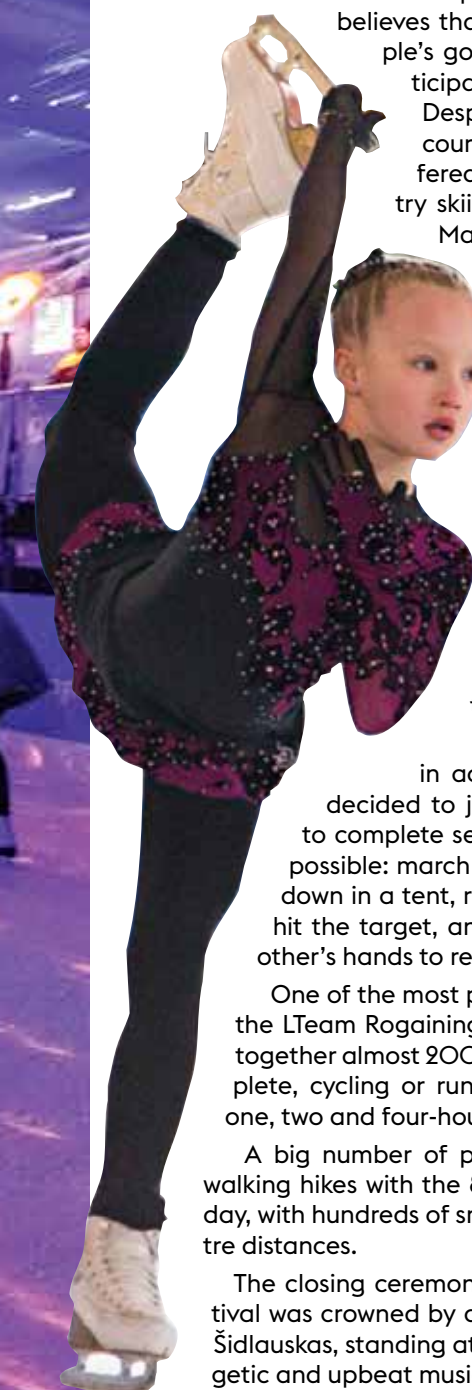 believes tha
ple's go
ticipa
Desp
cour
fered
try skii
Ma
in ac
decided to j
to complete se
possible: march
down in a tent, r
hit the target, an
other's hands to re
One of the most p
the LTeam Rogaining
together almost 200
plete, cycling or run
one, two and four-hou
A big number of p
walking hikes with the
day, with hundreds of sm
tre distances.
The closing ceremon
tival was crowned by a
Šidlauskas, standing at
getic and upbeat musi